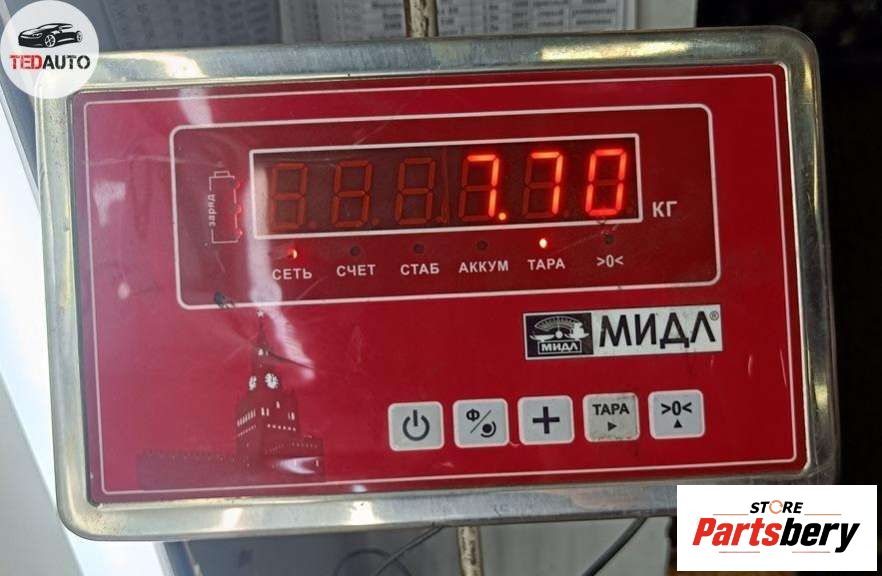 TEDAUTO
7.70
КГ
заряд
СЕТЬ СЧЕТ СТАБ АККУМ ТАРА >0<
МИДЛ МИДЛ®
Ф ТАРА >0<
STORE
Partsbery